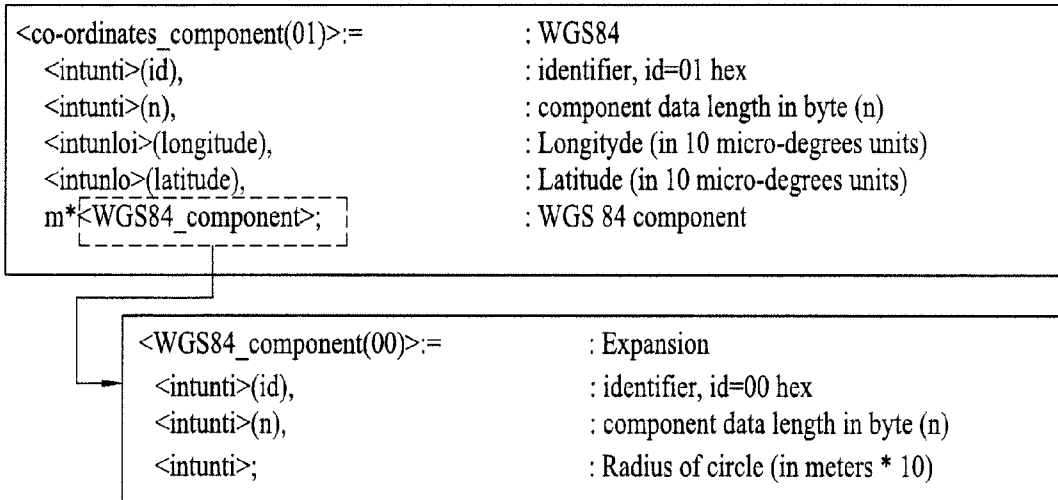 <co-ordinates_component(01)>:= : WGS84
<intunti>(id), : identifier, id=01 hex
<intunti>(n), : component data length in byte (n)
<intunloi>(longitude), : Longityde (in 10 micro-degrees units)
<intunlo>(latitude), : Latitude (in 10 micro-degrees units)
m*<WGS84_component>; : WGS 84 component
<WGS84_component(00)>:= : Expansion
<intunti>(id), : identifier, id=00 hex
<intunti>(n), : component data length in byte (n)
<intunti>; : Radius of circle (in meters * 10)